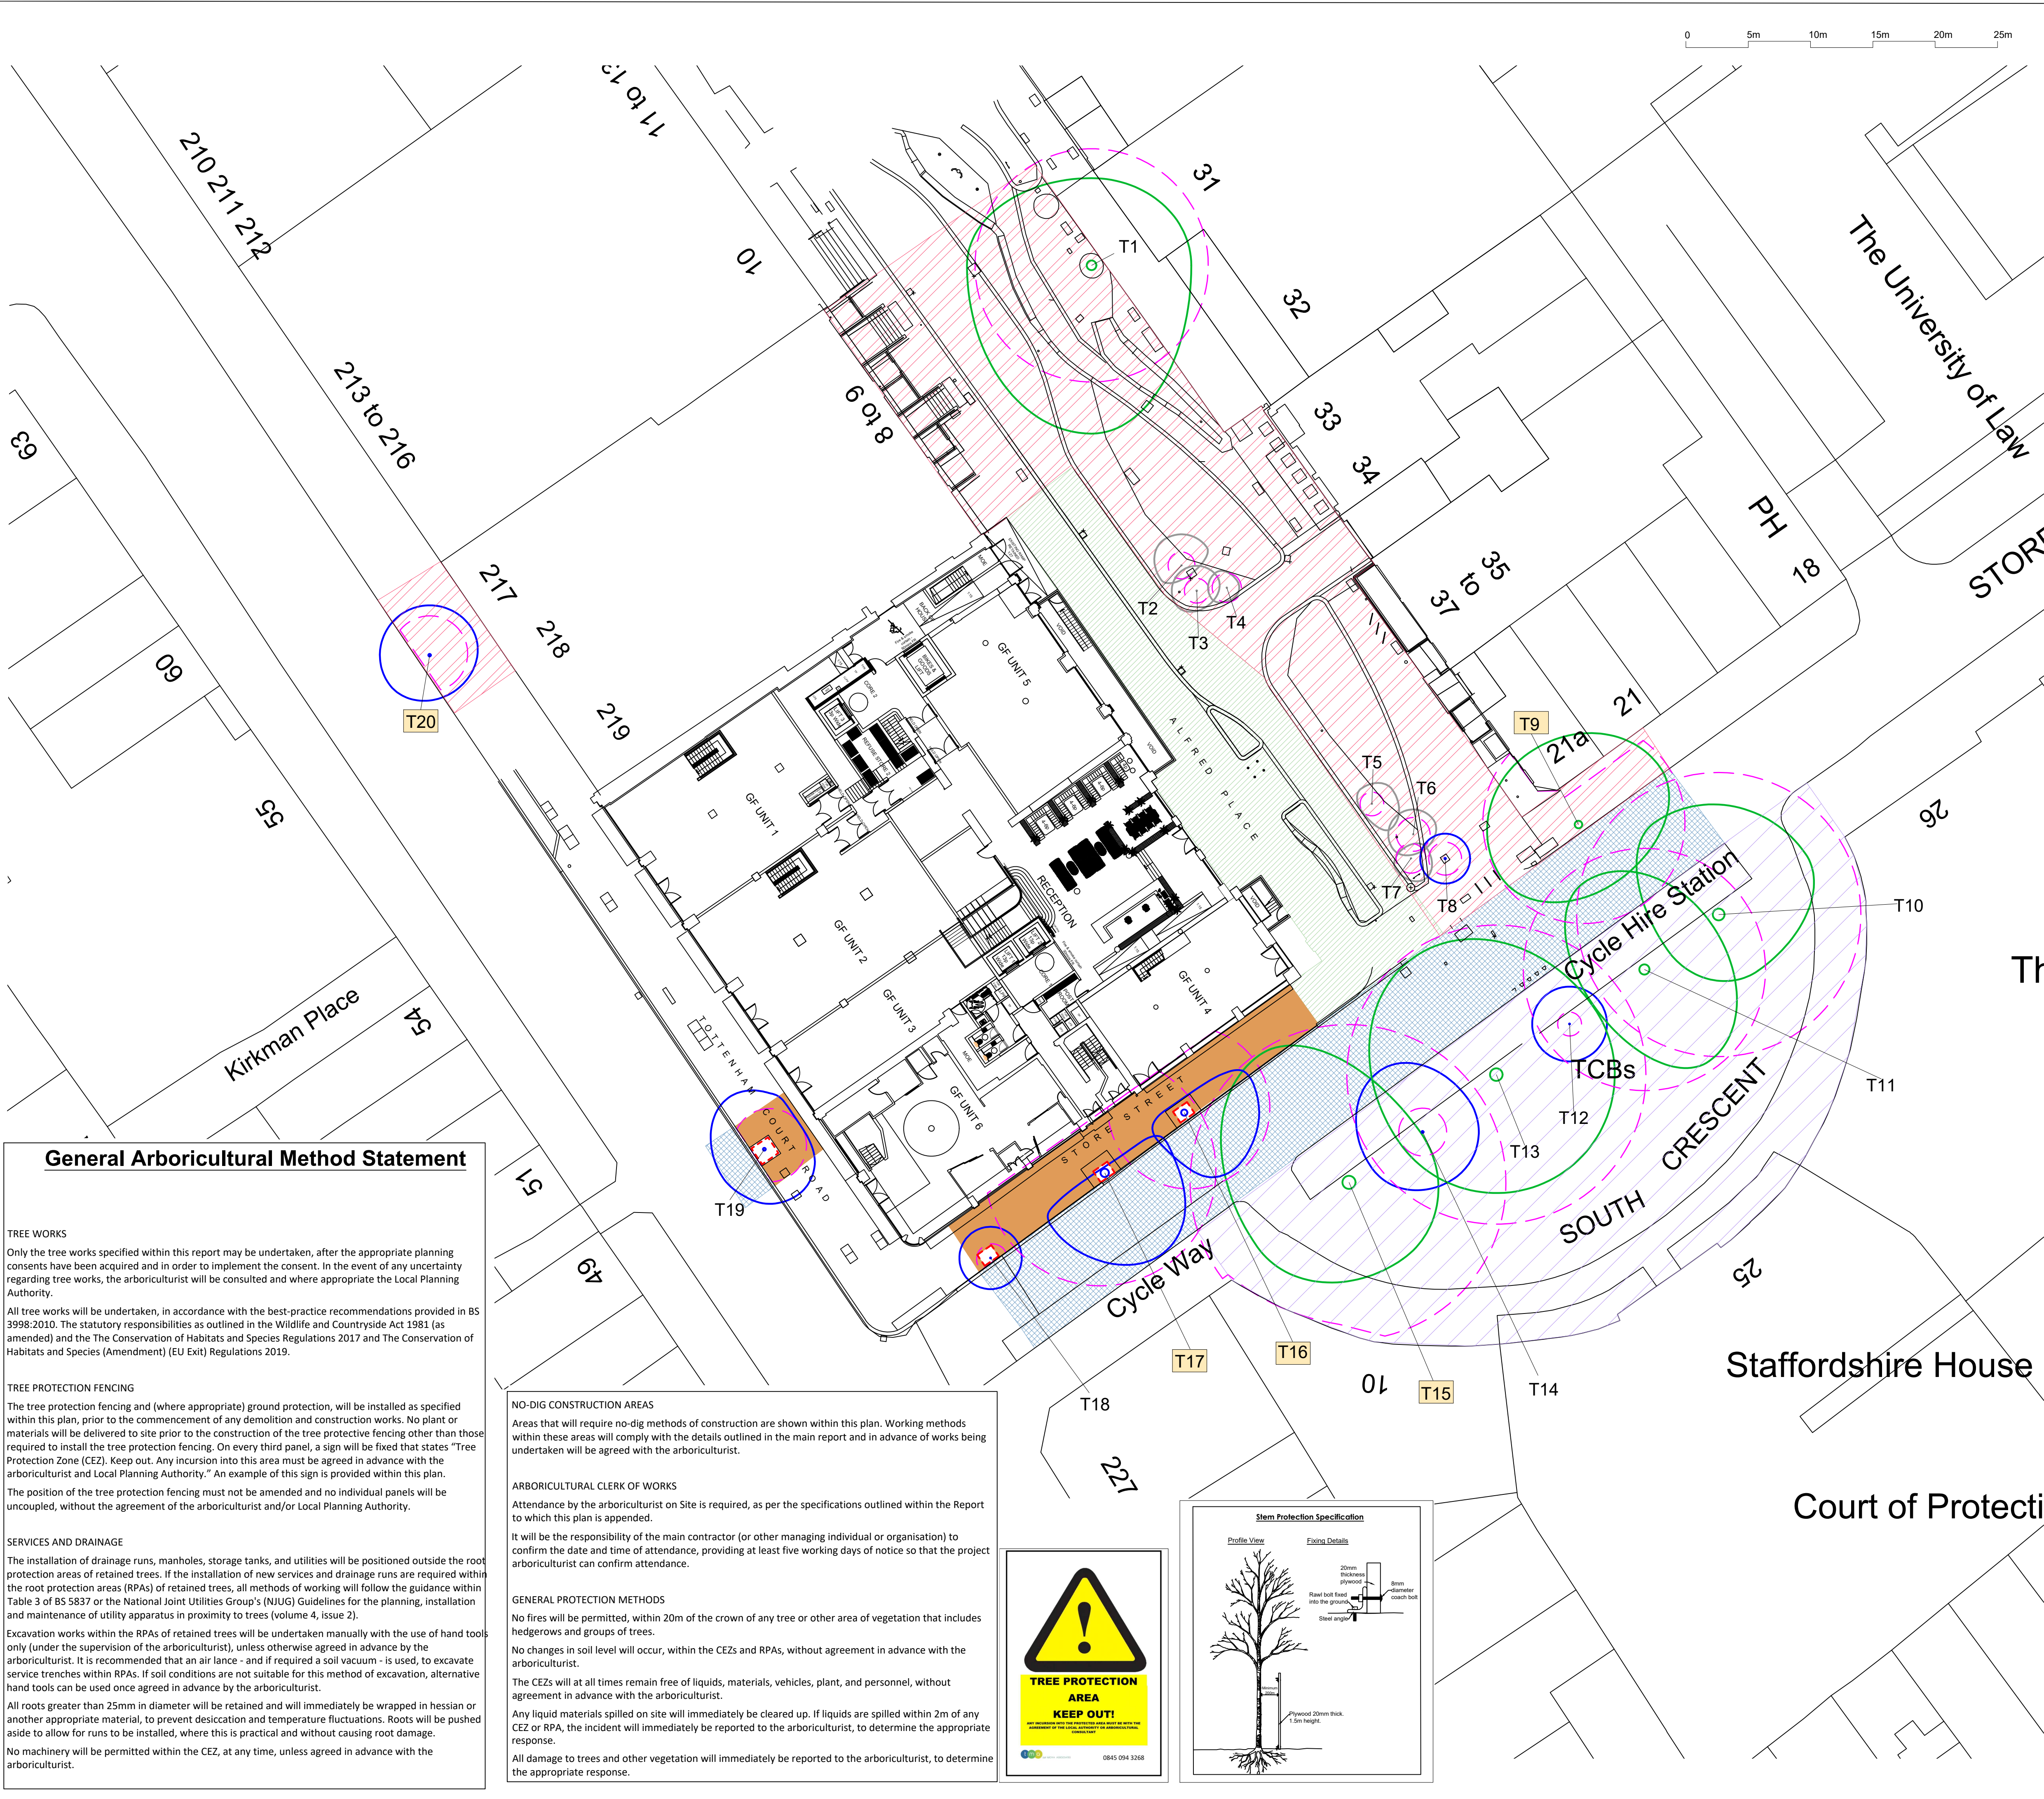 0 5m 10m 15m 20m 25m
11 to 13
210 211 212
31
T1
10
32
The University of Law
213 to 216
8 to 9
33
63
34
PH
STORE
18
35
to
37
217
T2
T3
T4
218
MOE
BACK OF HOUSE
60
T20
219
GF UNIT 5
VOID
BIKES & GOODS LIFT
CORE 2
REFUSE STORE 2
ALFRED PLACE
VOID
21
T9
21a
T5
T6
26
55
GF UNIT 1
RECEPTION
T7
T8
Cycle Hire Station
T10
GF UNIT 2
VOID
The
Kirkman Place
54
GF UNIT 3
GF UNIT 4
CORE 1
POST ROOM
TOTTENHAM COURT ROAD
MOE
GF UNIT 6
STORE STREET
TCBs
T11
T12
T13
SOUTH CRESCENT
51
T19
49
Cycle Way
25
T17
T16
T18
10
T15
T14
227
Staffordshire House
Court of Protecti
General Arboricultural Method Statement
TREE WORKS
Only the tree works specified within this report may be undertaken, after the appropriate planning
consents have been acquired and in order to implement the consent. In the event of any uncertainty
regarding tree works, the arboriculturist will be consulted and where appropriate the Local Planning
Authority.
All tree works will be undertaken, in accordance with the best-practice recommendations provided in BS
3998:2010. The statutory responsibilities as outlined in the Wildlife and Countryside Act 1981 (as
amended) and the The Conservation of Habitats and Species Regulations 2017 and The Conservation of
Habitats and Species (Amendment) (EU Exit) Regulations 2019.
TREE PROTECTION FENCING
The tree protection fencing and (where appropriate) ground protection, will be installed as specified
within this plan, prior to the commencement of any demolition and construction works. No plant or
materials will be delivered to site prior to the construction of the tree protective fencing other than those
required to install the tree protection fencing. On every third panel, a sign will be fixed that states “Tree
Protection Zone (CEZ). Keep out. Any incursion into this area must be agreed in advance with the
arboriculturist and Local Planning Authority.” An example of this sign is provided within this plan.
The position of the tree protection fencing must not be amended and no individual panels will be
uncoupled, without the agreement of the arboriculturist and/or Local Planning Authority.
SERVICES AND DRAINAGE
The installation of drainage runs, manholes, storage tanks, and utilities will be positioned outside the root
protection areas of retained trees. If the installation of new services and drainage runs are required within
the root protection areas (RPAs) of retained trees, all methods of working will follow the guidance within
Table 3 of BS 5837 or the National Joint Utilities Group's (NJUG) Guidelines for the planning, installation
and maintenance of utility apparatus in proximity to trees (volume 4, issue 2).
Excavation works within the RPAs of retained trees will be undertaken manually with the use of hand tools
only (under the supervision of the arboriculturist), unless otherwise agreed in advance by the
arboriculturist. It is recommended that an air lance - and if required a soil vacuum - is used, to excavate
service trenches within RPAs. If soil conditions are not suitable for this method of excavation, alternative
hand tools can be used once agreed in advance by the arboriculturist.
All roots greater than 25mm in diameter will be retained and will immediately be wrapped in hessian or
another appropriate material, to prevent desiccation and temperature fluctuations. Roots will be pushed
aside to allow for runs to be installed, where this is practical and without causing root damage.
No machinery will be permitted within the CEZ, at any time, unless agreed in advance with the
arboriculturist.
NO-DIG CONSTRUCTION AREAS
Areas that will require no-dig methods of construction are shown within this plan. Working methods
within these areas will comply with the details outlined in the main report and in advance of works being
undertaken will be agreed with the arboriculturist.
ARBORICULTURAL CLERK OF WORKS
Attendance by the arboriculturist on Site is required, as per the specifications outlined within the Report
to which this plan is appended.
It will be the responsibility of the main contractor (or other managing individual or organisation) to
confirm the date and time of attendance, providing at least five working days of notice so that the project
arboriculturist can confirm attendance.
GENERAL PROTECTION METHODS
No fires will be permitted, within 20m of the crown of any tree or other area of vegetation that includes
hedgerows and groups of trees.
No changes in soil level will occur, within the CEZs and RPAs, without agreement in advance with the
arboriculturist.
The CEZs will at all times remain free of liquids, materials, vehicles, plant, and personnel, without
agreement in advance with the arboriculturist.
Any liquid materials spilled on site will immediately be cleared up. If liquids are spilled within 2m of any
CEZ or RPA, the incident will immediately be reported to the arboriculturist, to determine the appropriate
response.
All damage to trees and other vegetation will immediately be reported to the arboriculturist, to determine
the appropriate response.
TREE PROTECTION
AREA
KEEP OUT!
ANY INCURSION INTO THE PROTECTED AREA MUST BE WITH THE
AGREEMENT OF THE LOCAL AUTHORITY OR ARBORICULTURAL
CONSULTANT
0845 094 3268
Stem Protection Specification
Profile View
Fixing Details
20mm
thickness
plywood
8mm
diameter
coach bolt
Rawl bolt fixed
into the ground
Steel angle
Minimum
300m
Plywood 20mm thick.
1.5m height.